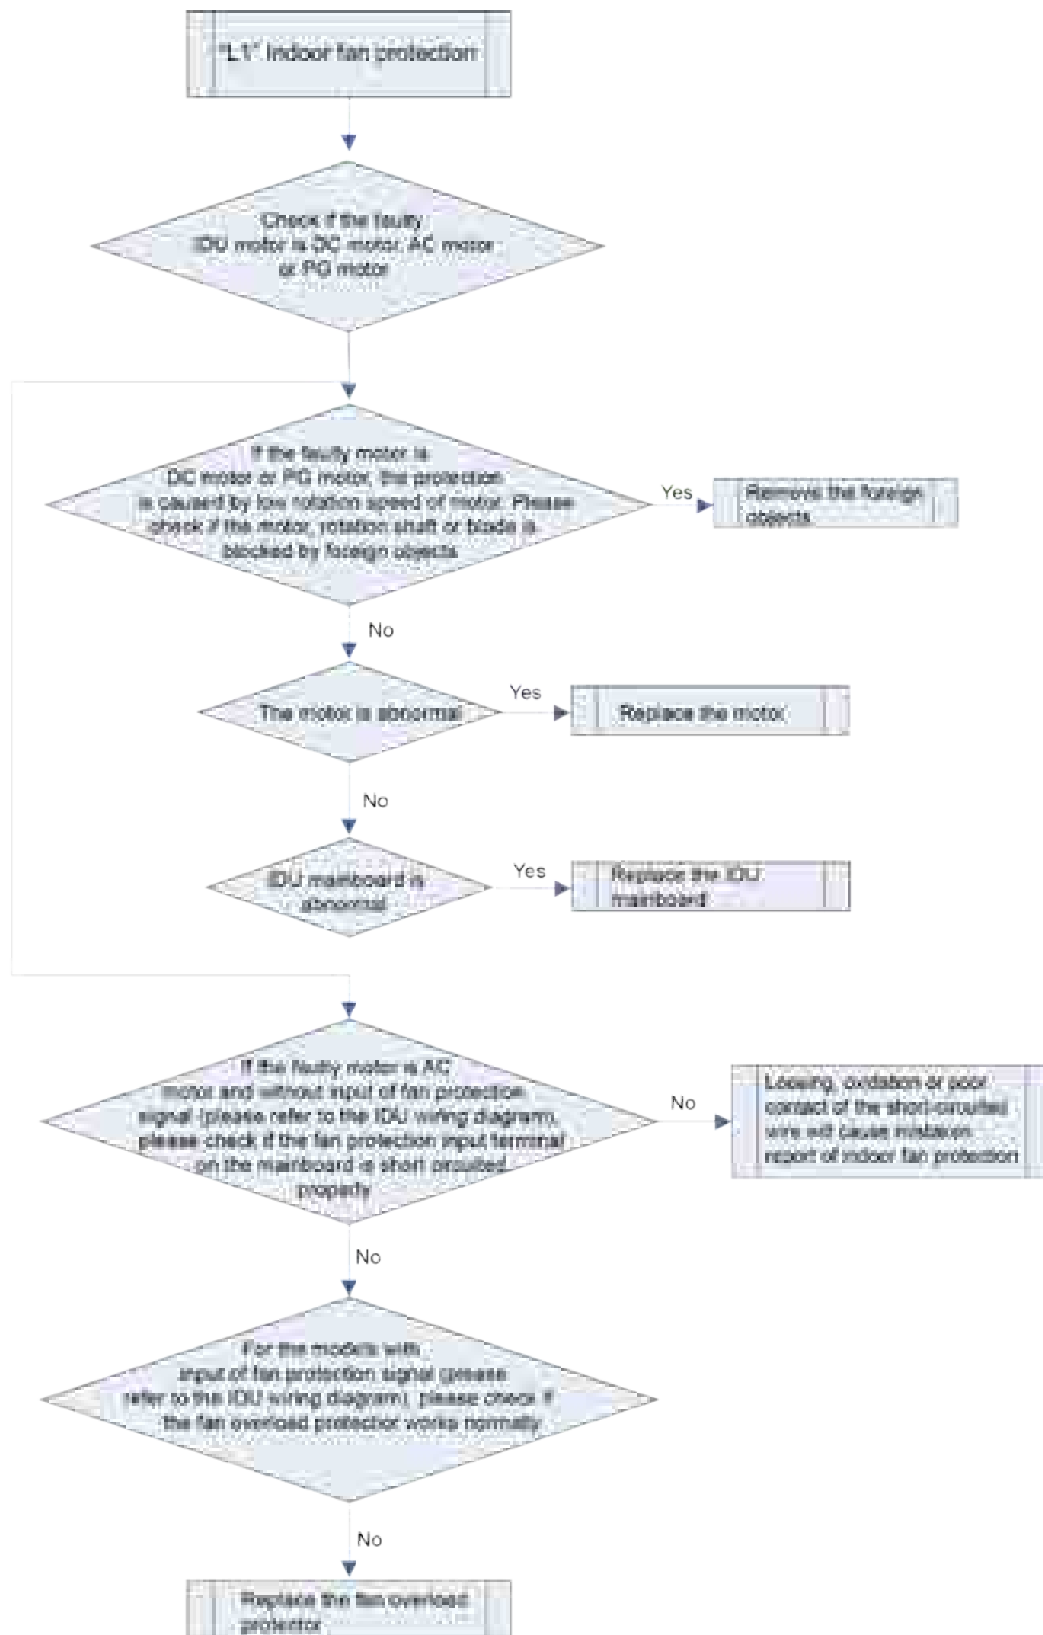 "L1" Indoor fan protection
Check if the faulty
IDU motor is DC motor, AC motor
or PG motor
If the faulty motor is
DC motor or PG motor, the protection
is caused by low rotation speed of motor. Please
check if the motor, rotation shaft or blade is
blocked by foreign objects
Yes
Remove the foreign
objects
No
The motor is abnormal
Yes
Replace the motor
No
IDU mainboard is
abnormal
Yes
Replace the IDU
mainboard
If the faulty motor is AC
motor and without input of fan protection
signal (please refer to the IDU wiring diagram),
please check if the fan protection input terminal
on the mainboard is short circuited
properly
No
Loosing, oxidation or poor
contact of the short-circuited
wire will cause mistaken
report of indoor fan protection
No
For the models with
input of fan protection signal (please
refer to the IDU wiring diagram), please check if
the fan overload protector works normally
No
Replace the fan overload
protector